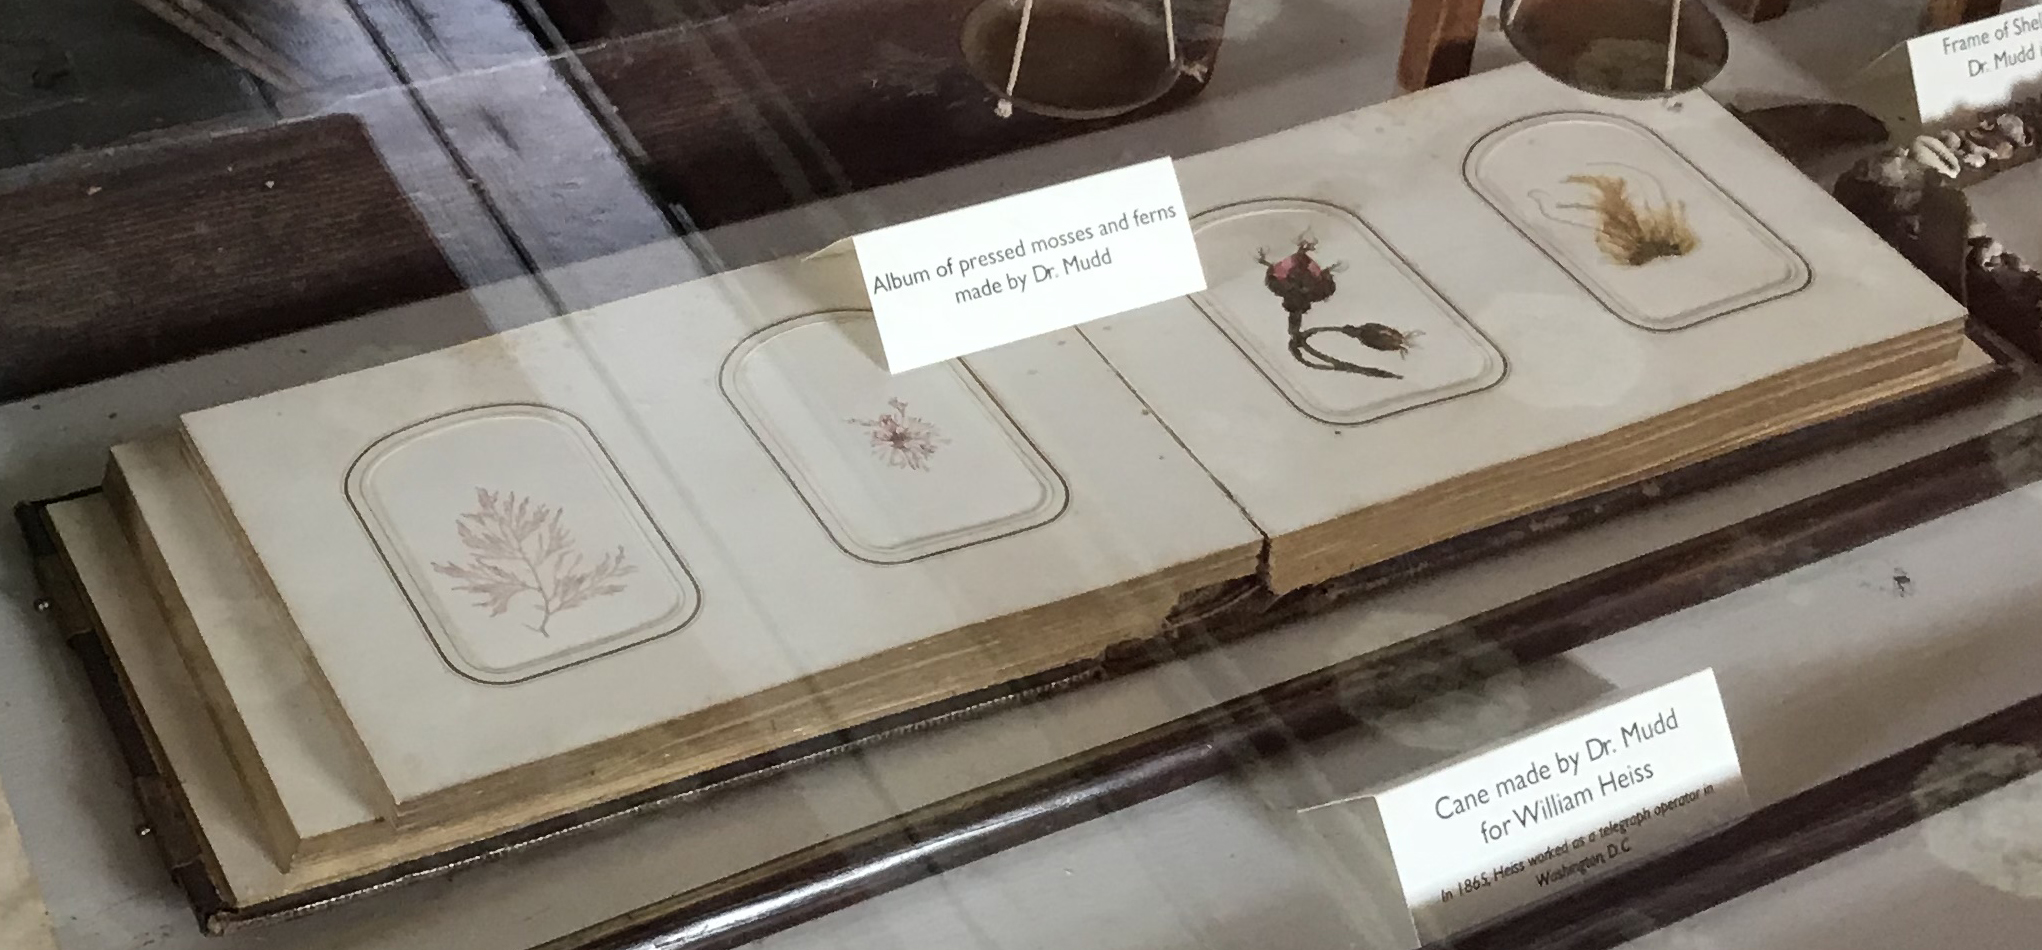 Frame of She
Dr. Mudd
Album of pressed mosses and ferns
made by Dr. Mudd
Cane made by Dr. Mudd
for William Heiss
In 1865, Heiss worked as a telegraph operator in
Washington, D.C